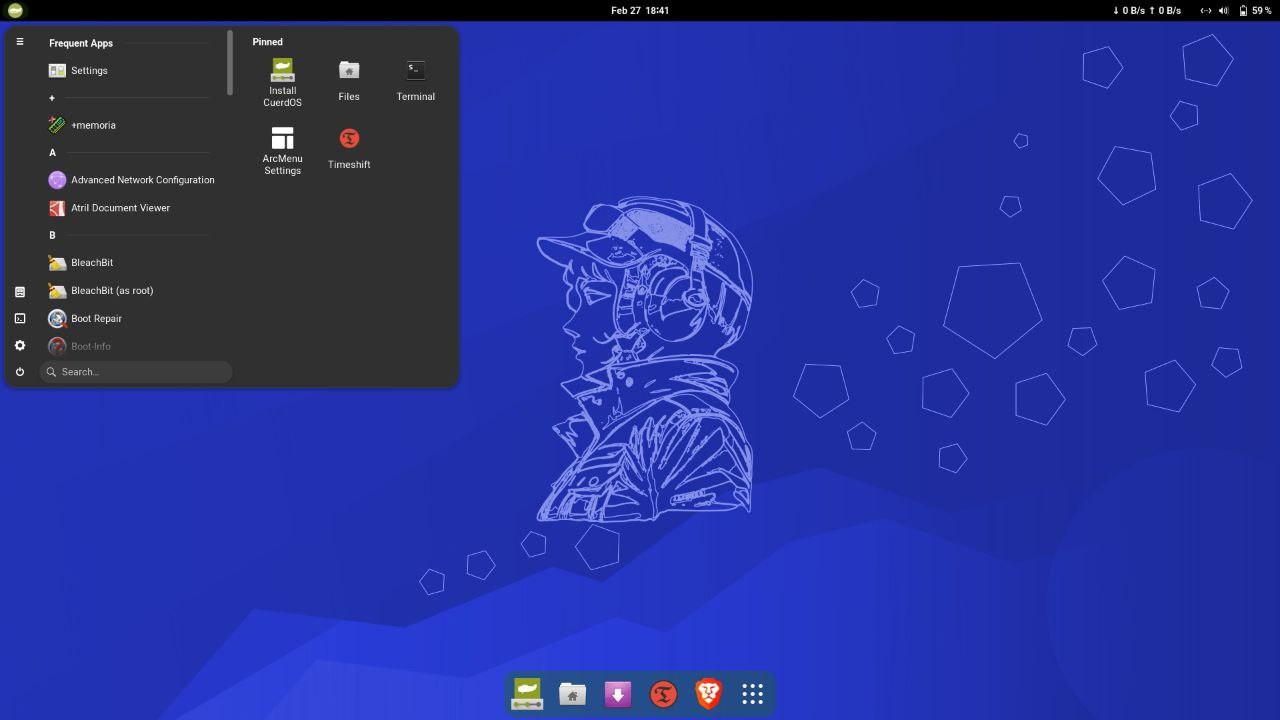 Feb 27 18:41
↓ 0 B/s ↑ 0 B/s
59 %
Frequent Apps
Settings
+
+memoria
A
Advanced Network Configuration
Atril Document Viewer
B
BleachBit
BleachBit (as root)
Boot Repair
Boot-Info
Search...
Pinned
Install
CuerdOS
Files
Terminal
ArcMenu
Settings
Timeshift